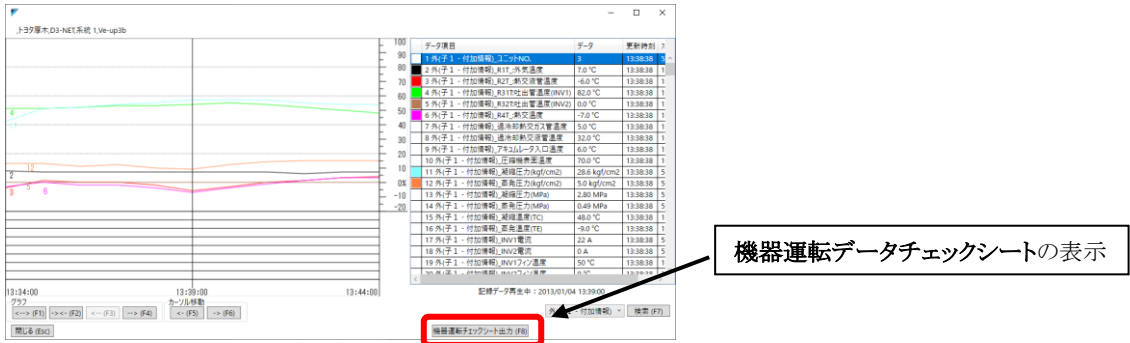 ,トヨタ厚木,D3-NET,系統 1,Ve-up3b
100
90
80
70
60
50
40
30
20
10
0%
-10
-20
4
11
12
2
3
5
6
データ項目 データ 更新時刻
1 外(子1 - 付加情報)_ユニットNO. 3 13:38:38 5
2 外(子1 - 付加情報)_R1T_:外気温度 7.0 ℃ 13:38:38 1
3 外(子1 - 付加情報)_R2T_:熱交液管温度 -6.0 ℃ 13:38:38 1
4 外(子1 - 付加情報)_R31T:吐出管温度(INV1) 82.0 ℃ 13:38:38 1
5 外(子1 - 付加情報)_R32T:吐出管温度(INV2) 0.0 ℃ 13:38:38 1
6 外(子1 - 付加情報)_R4T_:熱交温度 -7.0 ℃ 13:38:38 1
7 外(子1 - 付加情報)_過冷却熱交ガス管温度 5.0 ℃ 13:38:38 1
8 外(子1 - 付加情報)_過冷却熱交液管温度 32.0 ℃ 13:38:38 1
9 外(子1 - 付加情報)_アキュムレータ入口温度 6.0 ℃ 13:38:38 1
10 外(子1 - 付加情報)_圧縮機表面温度 70.0 ℃ 13:38:38 1
11 外(子1 - 付加情報)_凝縮圧力(kgf/cm2) 28.6 kgf/cm2 13:38:38 5
12 外(子1 - 付加情報)_蒸発圧力(kgf/cm2) 5.0 kgf/cm2 13:38:38 5
13 外(子1 - 付加情報)_凝縮圧力(MPa) 2.80 MPa 13:38:38 5
14 外(子1 - 付加情報)_蒸発圧力(MPa) 0.49 MPa 13:38:38 5
15 外(子1 - 付加情報)_凝縮温度(TC) 48.0 ℃ 13:38:38 1
16 外(子1 - 付加情報)_蒸発温度(TE) -9.0 ℃ 13:38:38 1
17 外(子1 - 付加情報)_INV1電流 22 A 13:38:38 5
18 外(子1 - 付加情報)_INV2電流 0 A 13:38:38 5
19 外(子1 - 付加情報)_INV1フィン温度 50 ℃ 13:38:38 1
13:34:00 13:39:00 13:44:00
記録データ再生中：2013/01/04 13:39:00
グラフ カーソル移動
<--> (F1) -><- (F2) <-- (F3) --> (F4) <- (F5) -> (F6)
- 付加情報) 検索 (F7)
閉じる (Esc) 機器運転チェックシート出力 (F8)
機器運転データチェックシートの表示